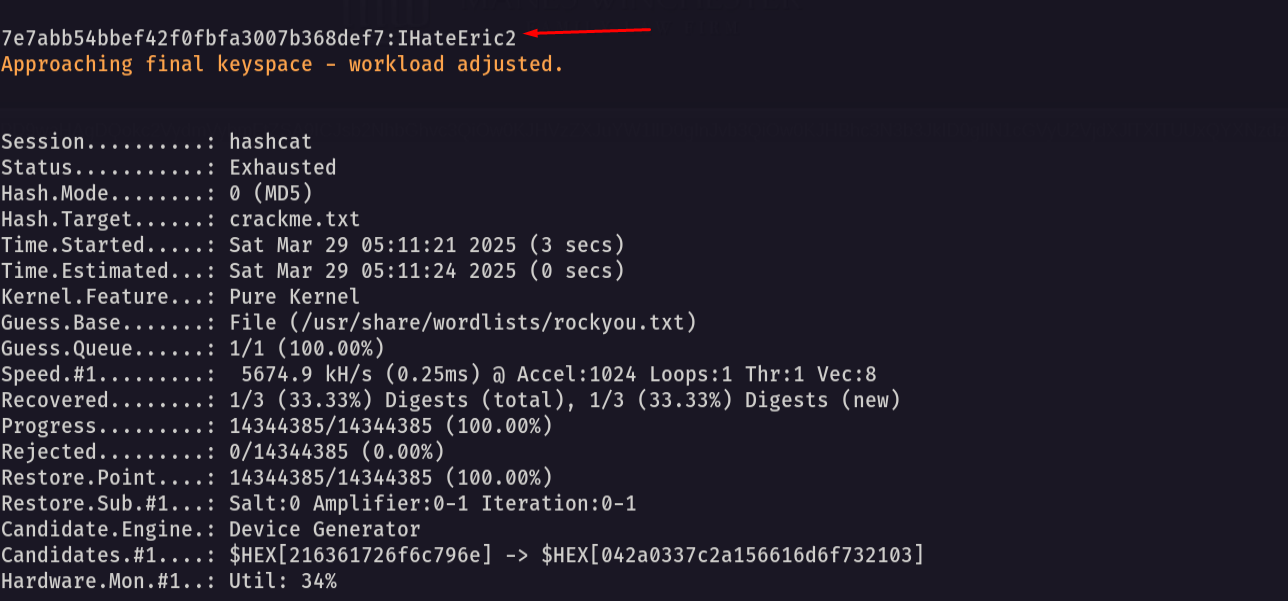 7e7abb54bbef42f0fbfa3007b368def7:IHateEric2
Approaching final keyspace - workload adjusted.
Session..........: hashcat
Status...........: Exhausted
Hash.Mode........: 0 (MD5)
Hash.Target......: crackme.txt
Time.Started.....: Sat Mar 29 05:11:21 2025 (3 secs)
Time.Estimated...: Sat Mar 29 05:11:24 2025 (0 secs)
Kernel.Feature...: Pure Kernel
Guess.Base.......: File (/usr/share/wordlists/rockyou.txt)
Guess.Queue......: 1/1 (100.00%)
Speed.#1.........:  5674.9 kH/s (0.25ms) @ Accel:1024 Loops:1 Thr:1 Vec:8
Recovered........: 1/3 (33.33%) Digests (total), 1/3 (33.33%) Digests (new)
Progress.........: 14344385/14344385 (100.00%)
Rejected.........: 0/14344385 (0.00%)
Restore.Point....: 14344385/14344385 (100.00%)
Restore.Sub.#1...: Salt:0 Amplifier:0-1 Iteration:0-1
Candidate.Engine.: Device Generator
Candidates.#1....: $HEX[216361726f6c796e] -> $HEX[042a0337c2a156616d6f732103]
Hardware.Mon.#1..: Util: 34%